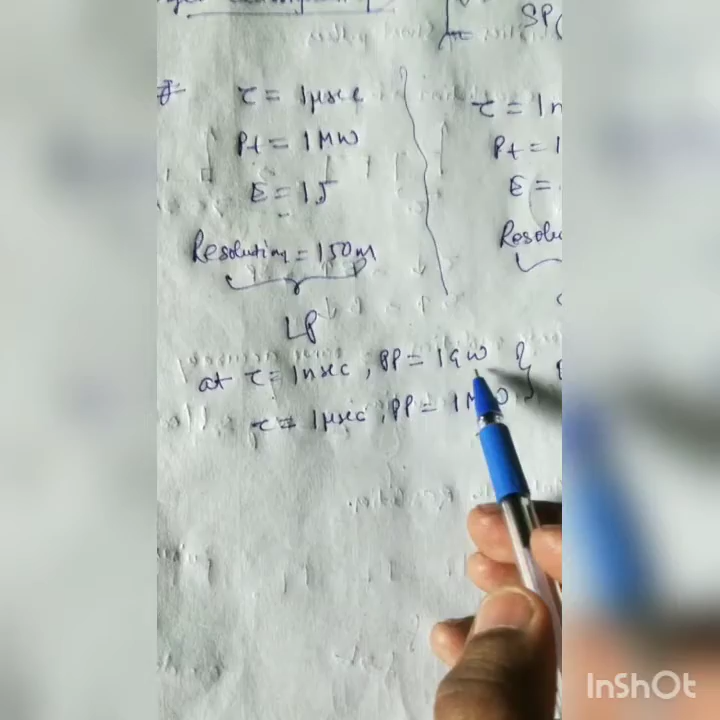 SP(
τ = 1μsec
Pt = 1MW
E = 1J
Resolution = 150m
LP
τ = 1n
Pt = 1
E =
Resolu
at τ = 1nsec, PP = 1GW }
τ = 1μsec, PP = 1MW
InShOt